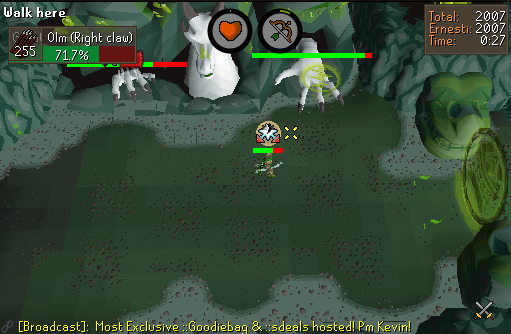 Walk here
Olm (Right claw)
255
71.7%
Total: 2007
Ernesti: 2007
Time: 0:27
[Broadcast]: Most Exclusive ::Goodiebag & ::sdeals hosted! Pm Kevin!